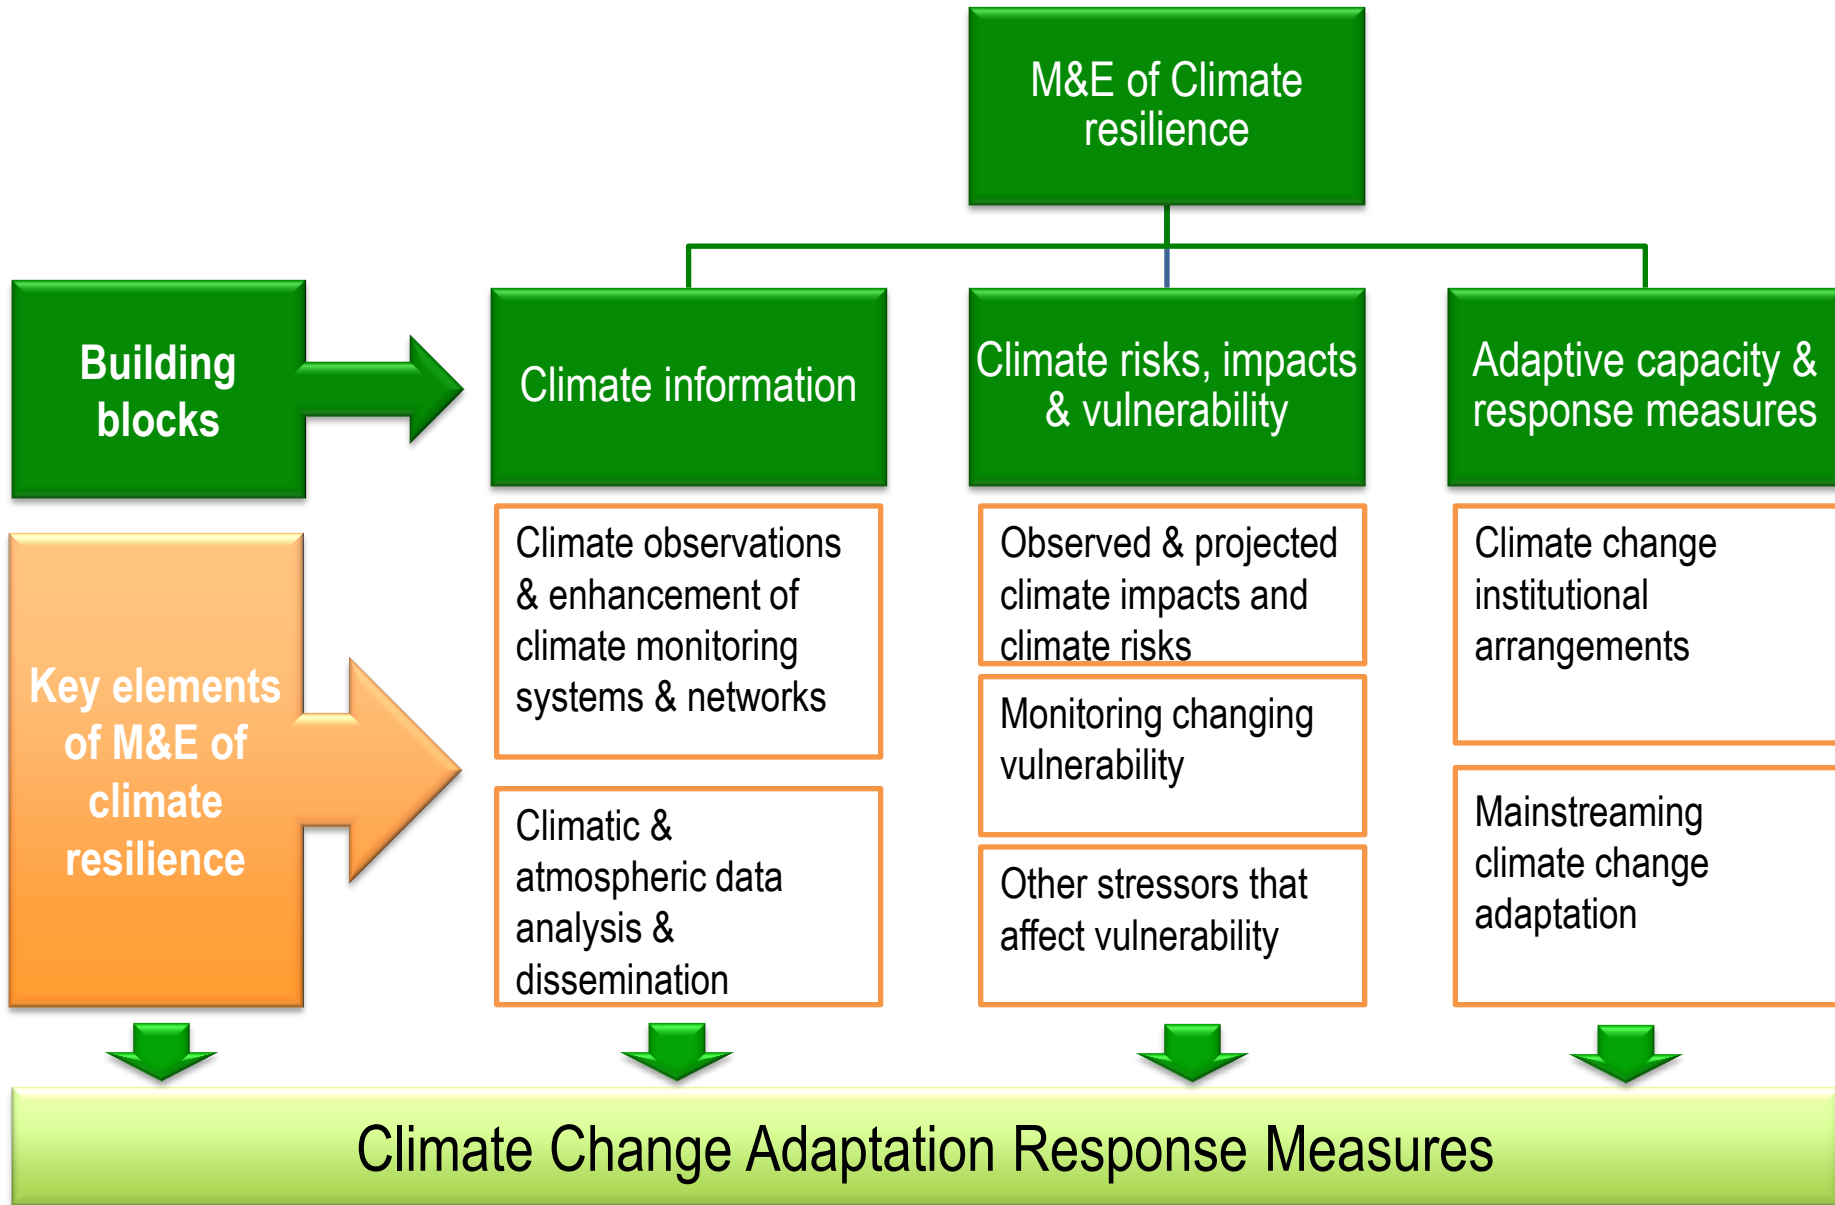 M&E of Climate
resilience
Building
blocks
Climate information
Climate risks, impacts
& vulnerability
Adaptive capacity &
response measures
Key elements
of M&E of
climate
resilience
Climate observations
& enhancement of
climate monitoring
systems & networks
Climatic &
atmospheric data
analysis &
dissemination
Observed & projected
climate impacts and
climate risks
Monitoring changing
vulnerability
Other stressors that
affect vulnerability
Climate change
institutional
arrangements
Mainstreaming
climate change
adaptation
Climate Change Adaptation Response Measures